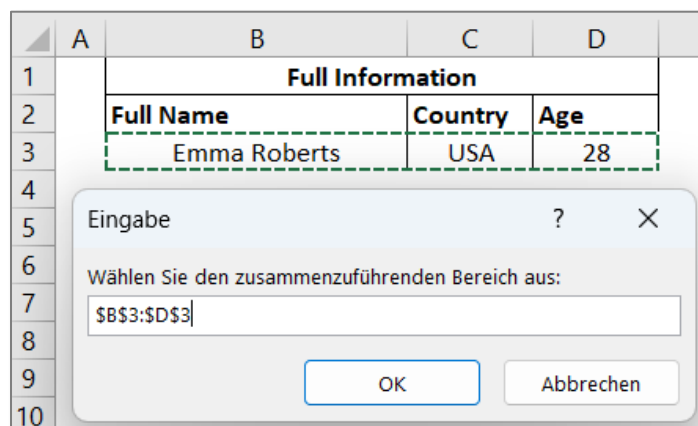 A B C D
1 Full Information
2 Full Name Country Age
3 Emma Roberts USA 28
4
5 Eingabe ? X
6 Wählen Sie den zusammenzuführenden Bereich aus:
7 $B$3:$D$3
8
9 OK Abbrechen
10